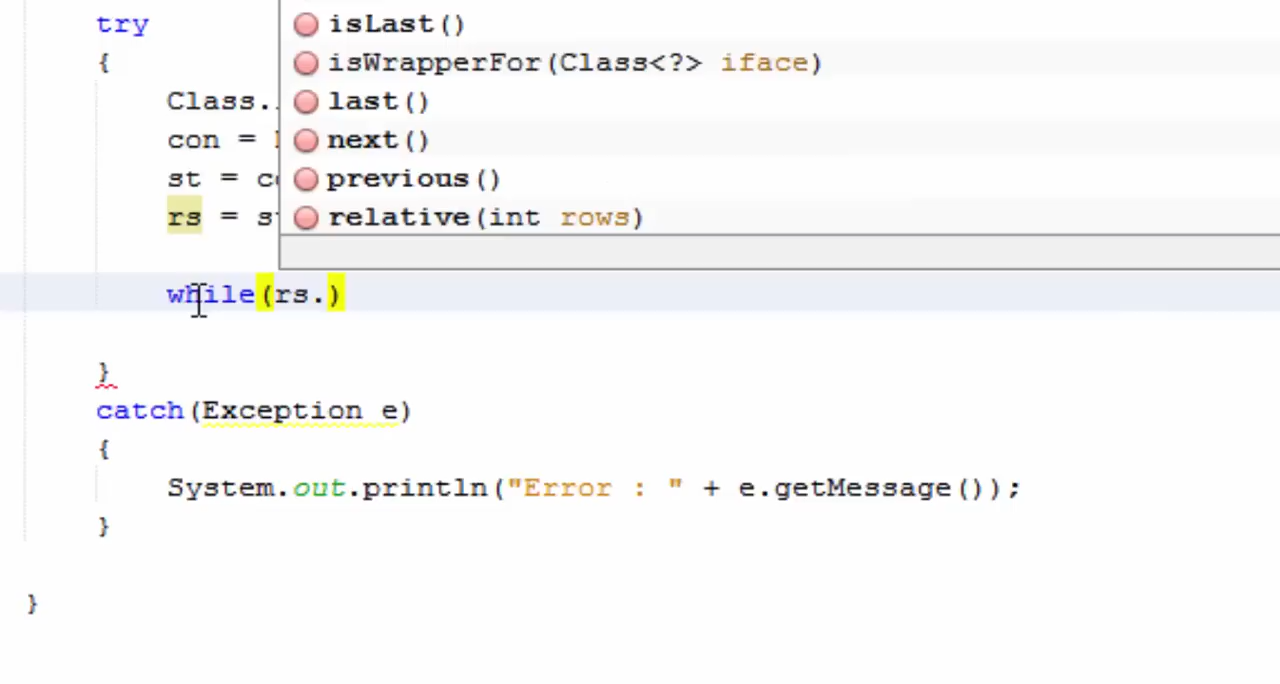 try
isLast()
{
isWrapperFor(Class<?> iface)
Class.
last()
con =
next()
st = c
previous()
rs = s
relative(int rows)
while(rs.)
}
catch(Exception e)
{
System.out.println("Error : " + e.getMessage());
}
}